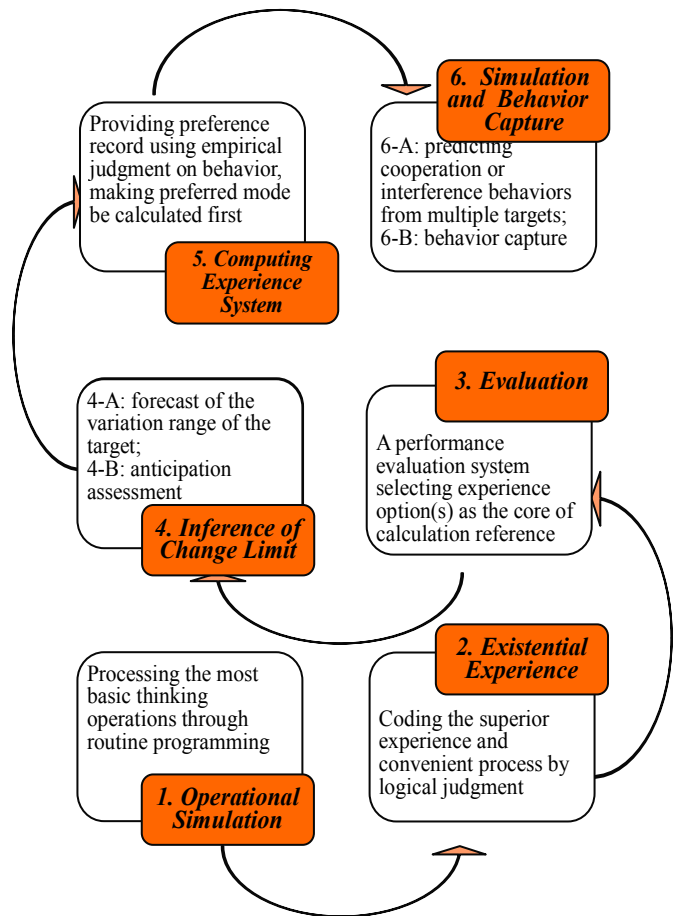 Providing preference
record using empirical
judgment on behavior,
making preferred mode
be calculated first
5. Computing
Experience
System
6. Simulation
and Behavior
Capture
6-A: predicting
cooperation or
interference behaviors
from multiple targets;
6-B: behavior capture
4-A: forecast of the
variation range of the
target;
4-B: anticipation
assessment
4. Inference of
Change Limit
3. Evaluation
A performance
evaluation system
selecting experience
option(s) as the core of
calculation reference
Processing the most
basic thinking
operations through
routine programming
1. Operational
Simulation
2. Existential
Experience
Coding the superior
experience and
convenient process by
logical judgment